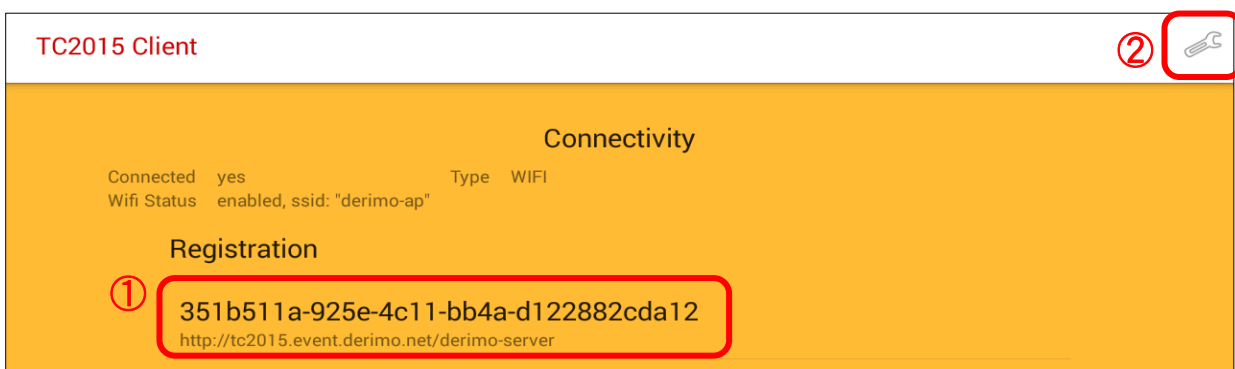 TC2015 Client
②
Connectivity
Connected yes Type WIFI
Wifi Status enabled, ssid: "derimo-ap"
Registration
①
351b511a-925e-4c11-bb4a-d122882cda12
http://tc2015.event.derimo.net/derimo-server